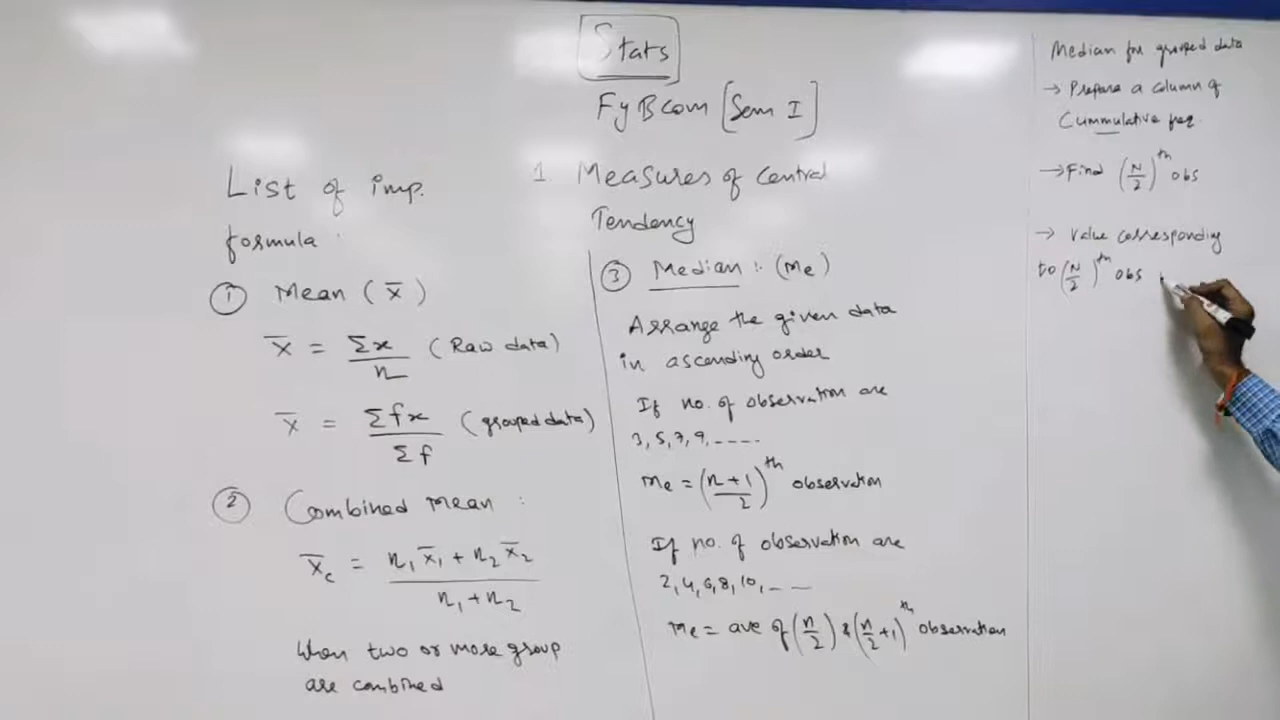 Stats
FyBcom [Sem I]
1 Measures of Central
Tendency
List of imp.
formula :
① Mean (x̄)
x̄ = Σx / n (Raw data)
x̄ = Σfx / Σf (grouped data)
② Combined Mean :
x̄c = n₁x̄₁ + n₂x̄₂ / n₁ + n₂
When two or more group
are combined
③ Median : (Me)
Arrange the given data
in ascending order
If no. of observation are
3, 5, 7, 9, -----
Me = (n + 1 / 2)th observation
If no. of observation are
2, 4, 6, 8, 10, ---
Me = ave of (n/2) & (n/2 + 1)th observation
Median for grouped data
→ Prepare a column of
Cummulative freq
→ Find (N/2)th obs
→ Value corresponding
to (N/2)th obs